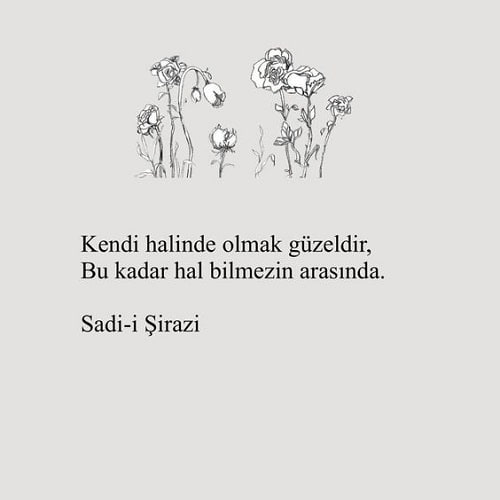 Kendi halinde olmak güzeldir,
Bu kadar hal bilmezin arasında.
Sadi-i Şirazi